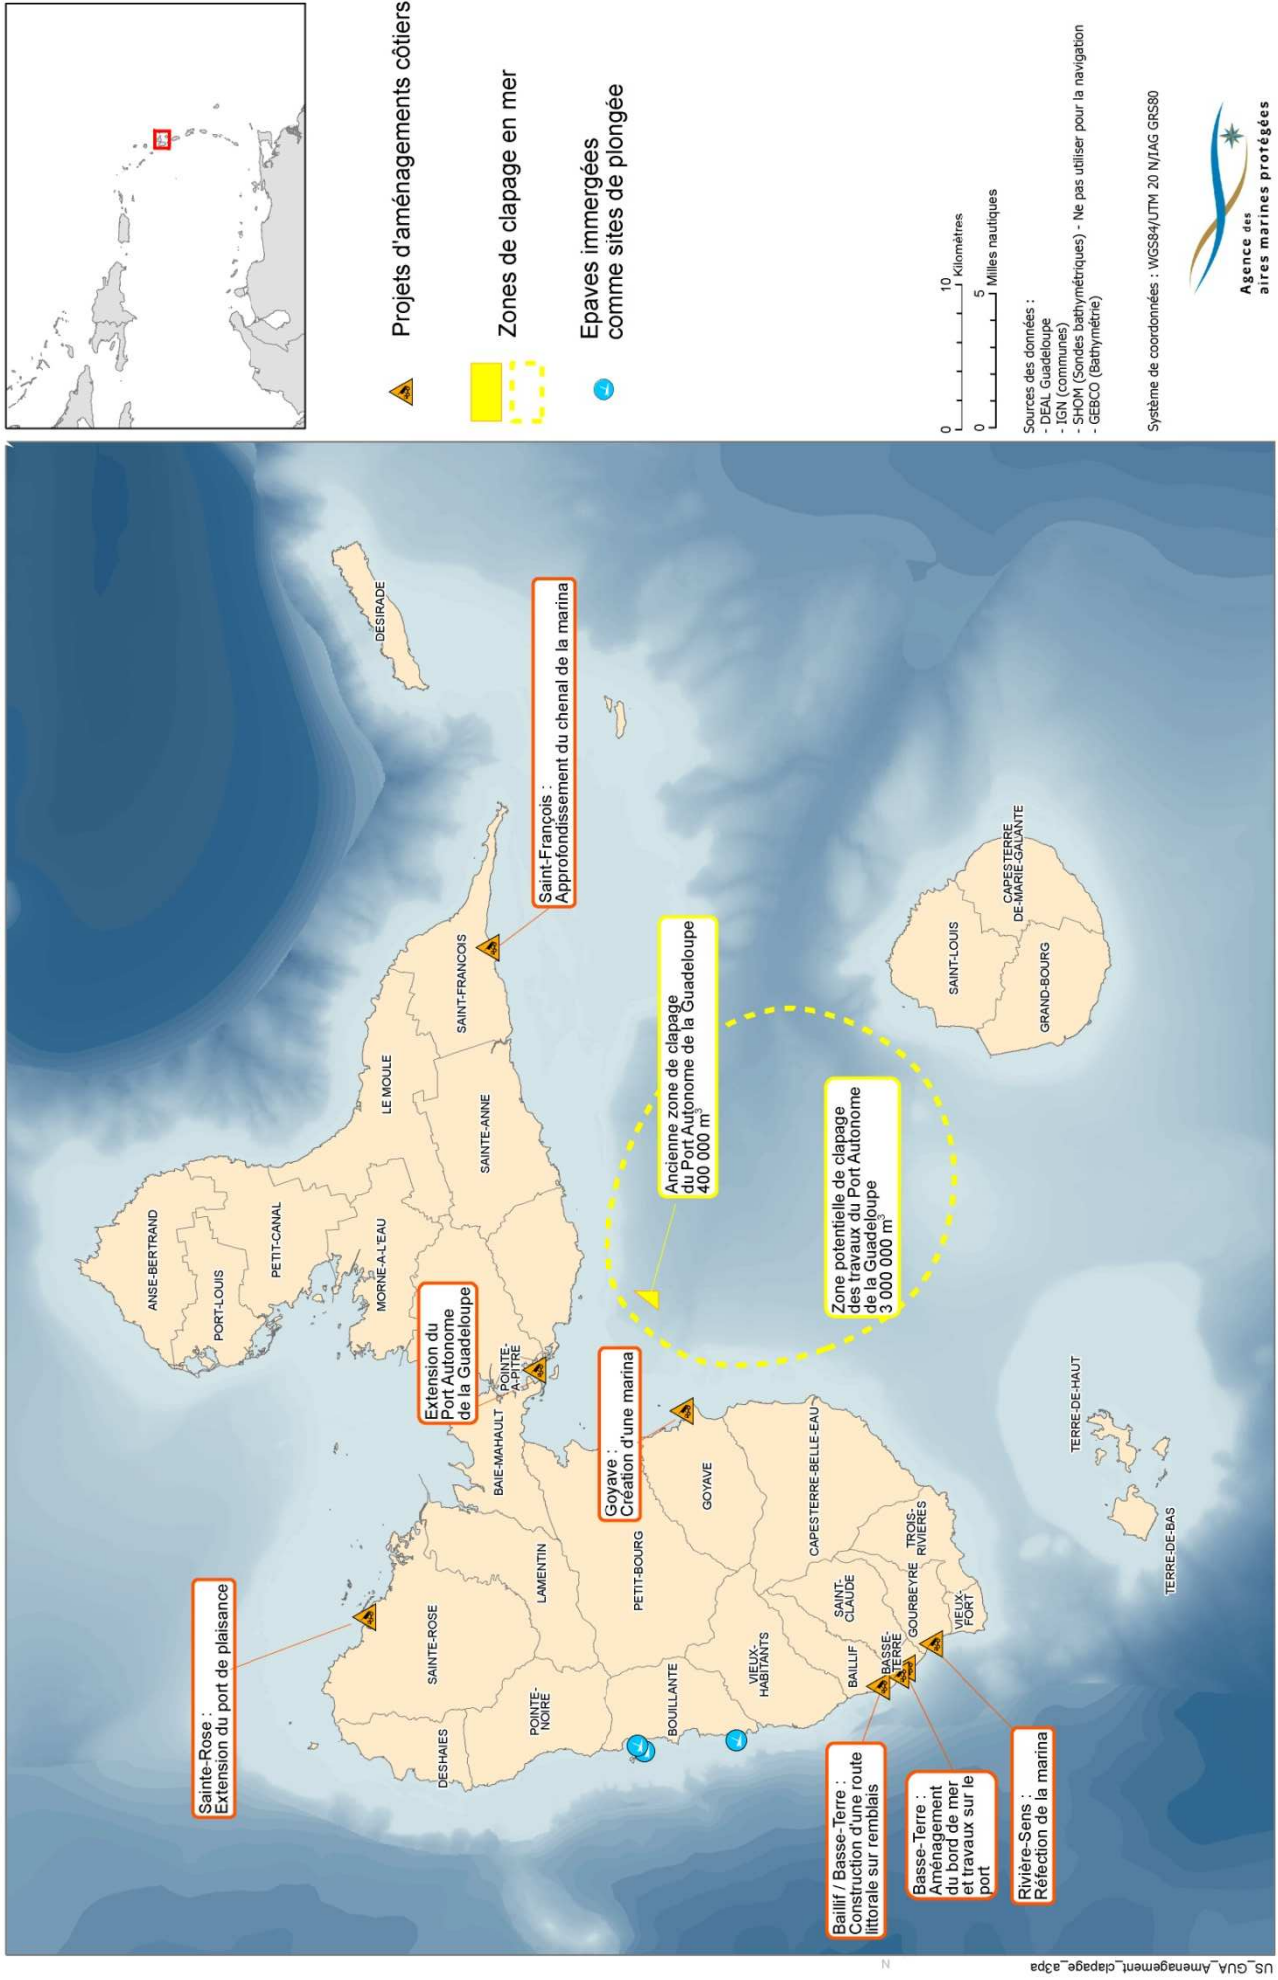 Sainte-Rose :
Extension du port de plaisance
Extension du
Port Autonome
de la Guadeloupe
Goyave :
Création d'une marina
Saint-François :
Approfondissement du chenal de la marina
Ancienne zone de clapage
du Port Autonome de la Guadeloupe
400 000 m³
Zone potentielle de clapage
des travaux du Port Autonome
de la Guadeloupe
3 000 000 m³
Baillif / Basse-Terre :
Construction d'une route
littorale sur remblais
Basse-Terre :
Aménagement
du bord de mer
et travaux sur le
port
Rivière-Sens :
Réfection de la marina
ANSE-BERTRAND
PORT-LOUIS
PETIT-CANAL
MORNE-A-L'EAU
LE MOULE
SAINT-FRANCOIS
SAINTE-ANNE
POINTE-
A-PITRE
BAIE-MAHAULT
DESIRADE
SAINTE-ROSE
LAMENTIN
DESHAIES
POINTE-
NOIRE
PETIT-BOURG
GOYAVE
BOUILLANTE
VIEUX-
HABITANTS
CAPESTERRE-BELLE-EAU
SAINT-
CLAUDE
BAILLIF
BASSE-
TERRE
GOURBEYRE
TROIS-
RIVIERES
VIEUX-
FORT
SAINT-LOUIS
CAPESTERRE
DE-MARIE-GALANTE
GRAND-BOURG
TERRE-DE-HAUT
TERRE-DE-BAS
Projets d'aménagements côtiers
Zones de clapage en mer
Epaves immergées
comme sites de plongée
0 10
Kilomètres
0 5
Milles nautiques
Sources des données :
- DEAL Guadeloupe
- IGN (communes)
- SHOM (Sondes bathymétriques) - Ne pas utiliser pour la navigation
- GEBCO (Bathymétrie)
Système de coordonnées : WGS84/UTM 20 N/IAG GRS80
Agence des
aires marines protégées
US_GUA_Amenagement_clapage_a3pa
N